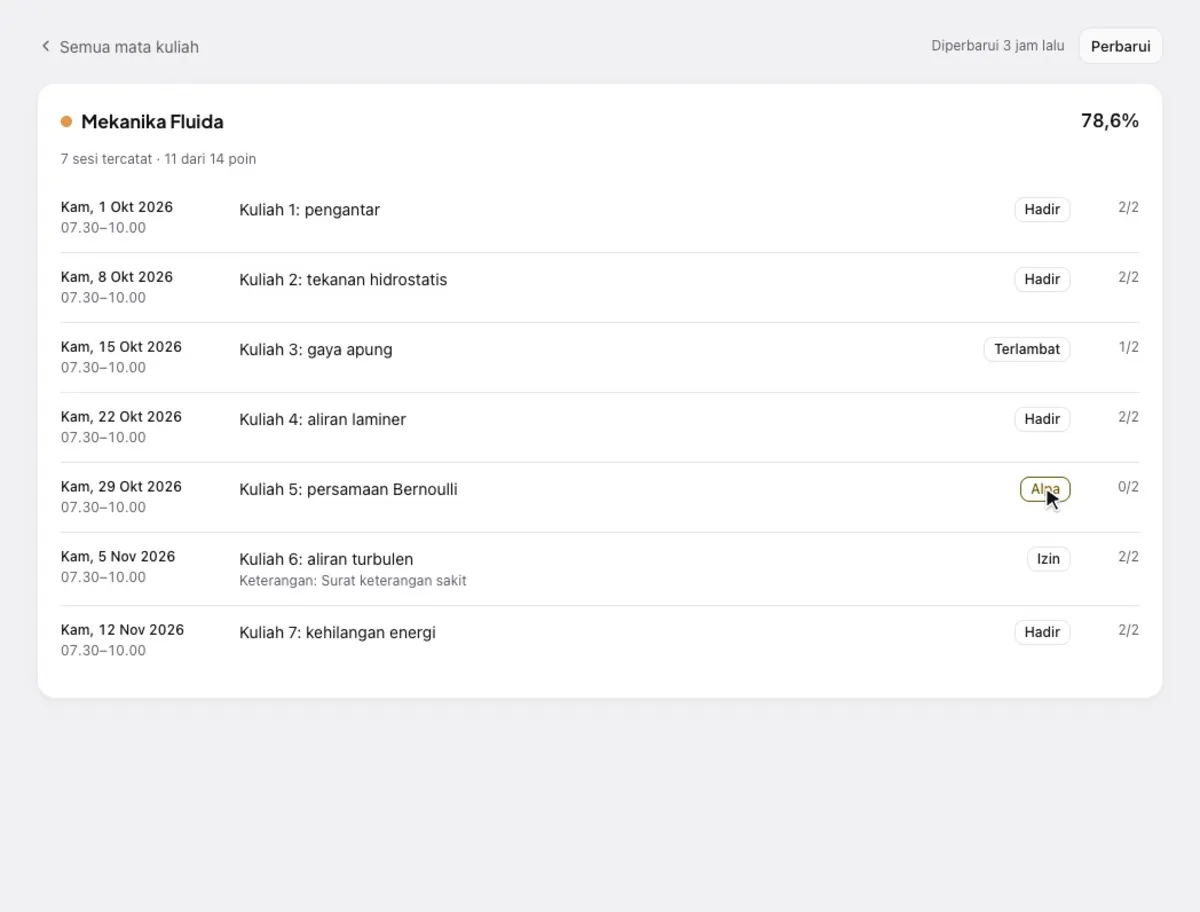 Semua mata kuliah
Diperbarui 3 jam lalu
Perbarui
Mekanika Fluida
78,6%
7 sesi tercatat · 11 dari 14 poin
Kam, 1 Okt 2026
07.30–10.00
Kuliah 1: pengantar
Hadir
2/2
Kam, 8 Okt 2026
07.30–10.00
Kuliah 2: tekanan hidrostatis
Hadir
2/2
Kam, 15 Okt 2026
07.30–10.00
Kuliah 3: gaya apung
Terlambat
1/2
Kam, 22 Okt 2026
07.30–10.00
Kuliah 4: aliran laminer
Hadir
2/2
Kam, 29 Okt 2026
07.30–10.00
Kuliah 5: persamaan Bernoulli
Alpa
0/2
Kam, 5 Nov 2026
07.30–10.00
Kuliah 6: aliran turbulen
Keterangan: Surat keterangan sakit
Izin
2/2
Kam, 12 Nov 2026
07.30–10.00
Kuliah 7: kehilangan energi
Hadir
2/2